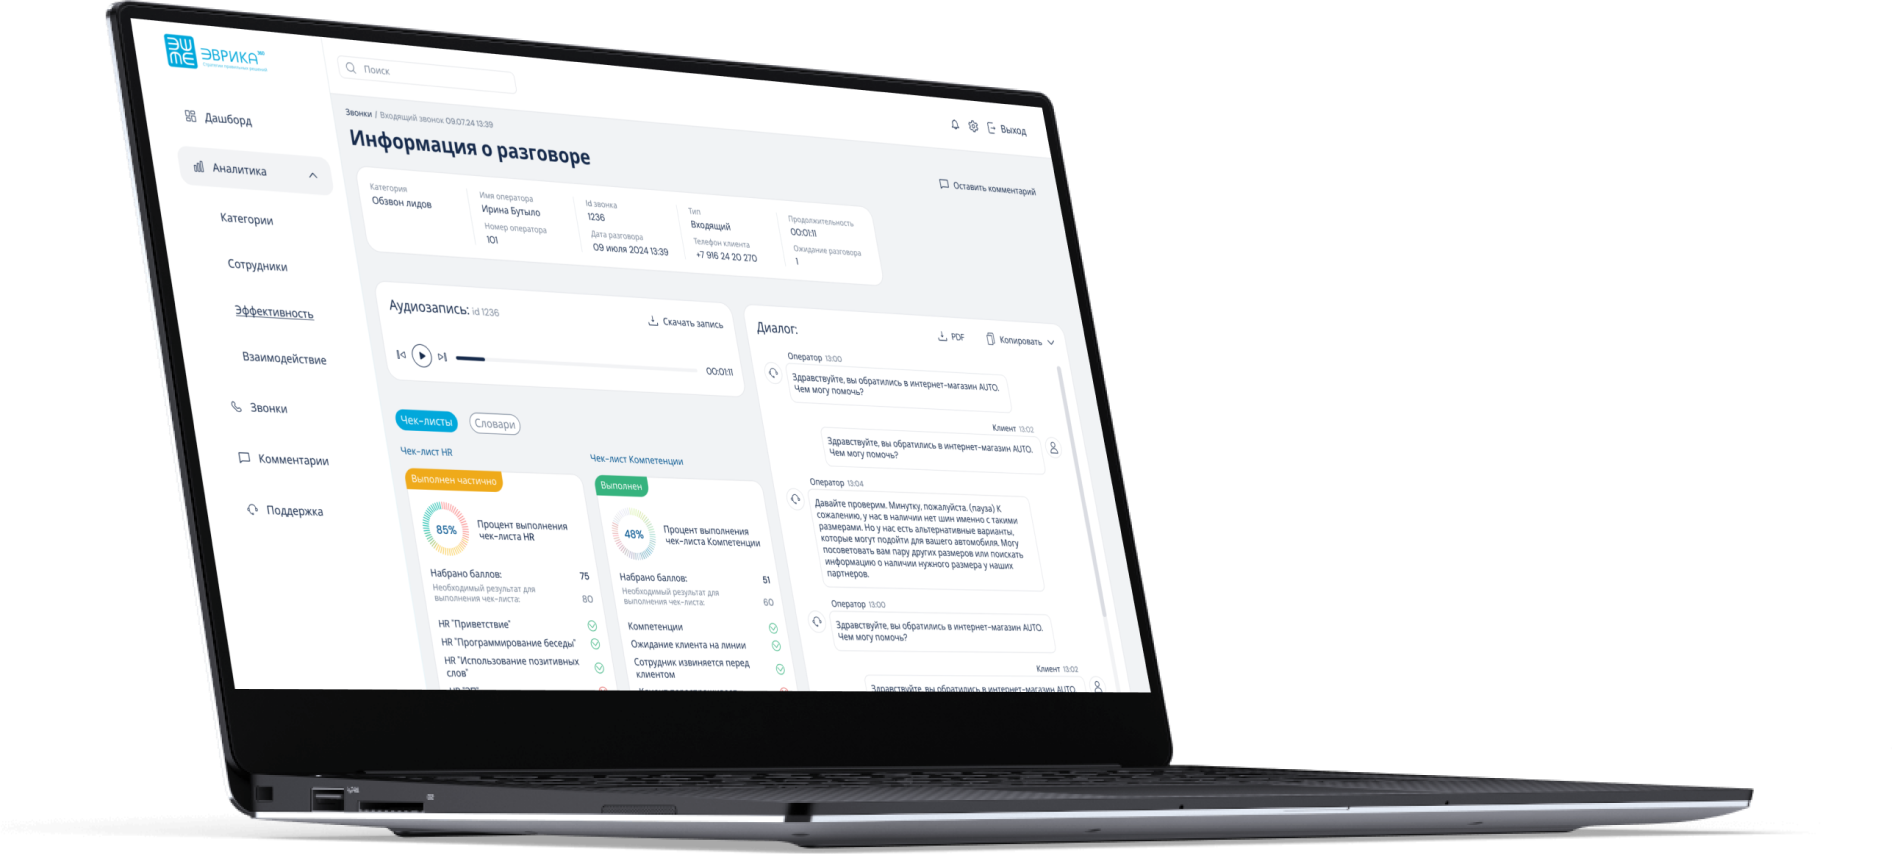 ЭВРИКА
Поиск
Выход
Дашборд
Аналитика
Категории
Сотрудники
Эффективность
Взаимодействие
Звонки
Комментарии
Поддержка
Звонки / Входящий звонок 09.07.24 13:39
Информация о разговоре
Оставить комментарий
Категория
Обзвон лидов
Имя оператора
Ирина Бутыло
Номер оператора
101
Id звонка
1236
Дата разговора
09 июля 2024 13:39
Тип
Входящий
Телефон клиента
+7 916 24 20 270
Продолжительность
00:01:11
Ожидание разговора
1
Аудиозапись: id 1236
Скачать запись
00:01:11
Чек-листы
Словари
Чек-лист HR
Выполнен частично
85%
Процент выполнения
чек-листа HR
Набрано баллов: 75
Необходимый результат для
выполнения чек-листа: 80
HR "Приветствие"
HR "Программирование беседы"
HR "Использование позитивных
слов"
Чек-лист Компетенции
Выполнен
48%
Процент выполнения
чек-листа Компетенции
Набрано баллов: 51
Необходимый результат для
выполнения чек-листа: 60
Компетенции
Ожидание клиента на линии
Сотрудник извиняется перед
клиентом
Диалог:
PDF
Копировать
Оператор 13:00
Здравствуйте, вы обратились в интернет-магазин AUTO.
Чем могу помочь?
Клиент 13:02
Здравствуйте, вы обратились в интернет-магазин AUTO.
Чем могу помочь?
Оператор 13:04
Давайте проверим. Минутку, пожалуйста. (пауза) К
сожалению, у нас в наличии нет шин именно с такими
размерами. Но у нас есть альтернативные варианты,
которые могут подойти для вашего автомобиля. Могу
посоветовать вам пару других размеров или поискать
информацию о наличии нужного размера у наших
партнеров.
Оператор 13:00
Здравствуйте, вы обратились в интернет-магазин AUTO.
Чем могу помочь?
Клиент 13:02
Здравствуйте, вы обратились в интернет-магазин AUTO.